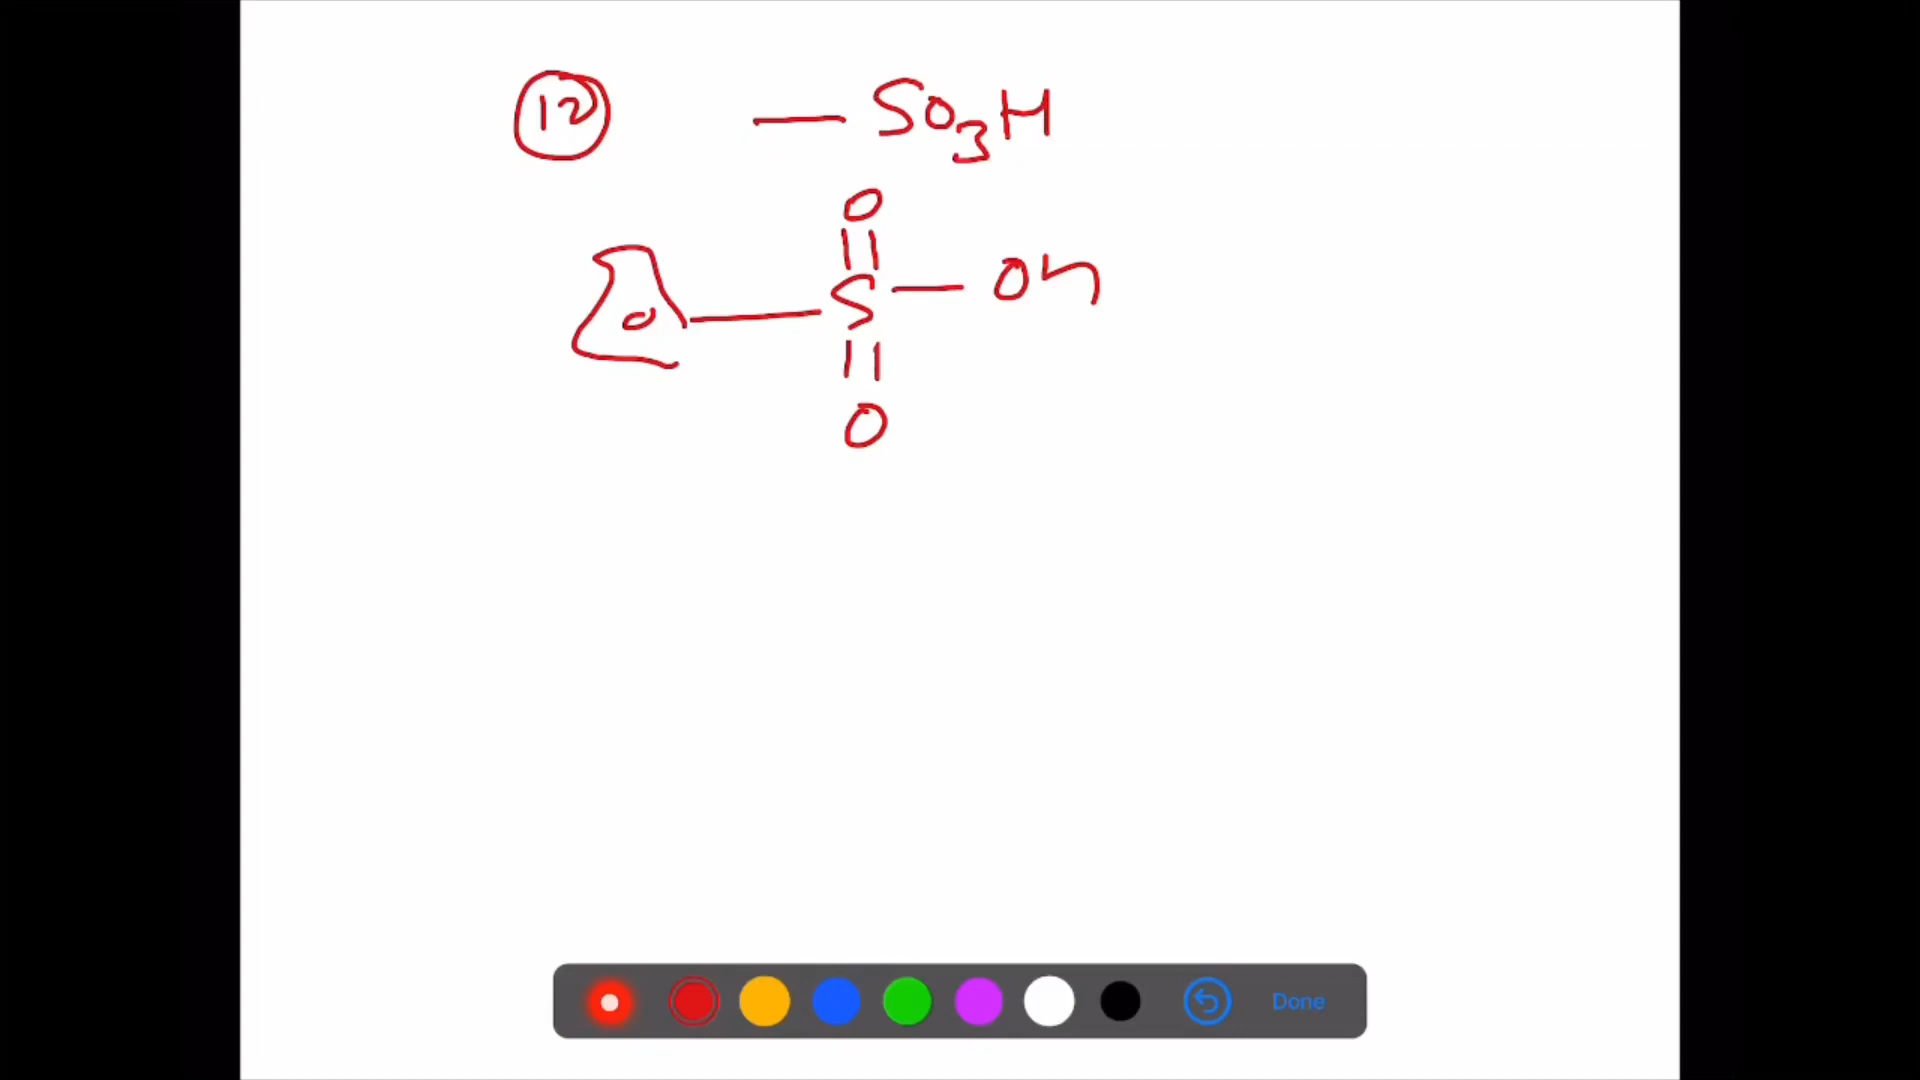 12 — SO3H
O
S — OH
O
Done